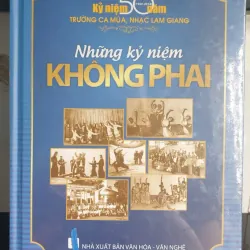 Kỷ niệm 50 năm
TRƯỜNG CA MÚA, NHẠC LAM GIANG
Những kỷ niệm
KHÔNG PHAI
NHÀ XUẤT BẢN VĂN HÓA - VĂN NGHỆ